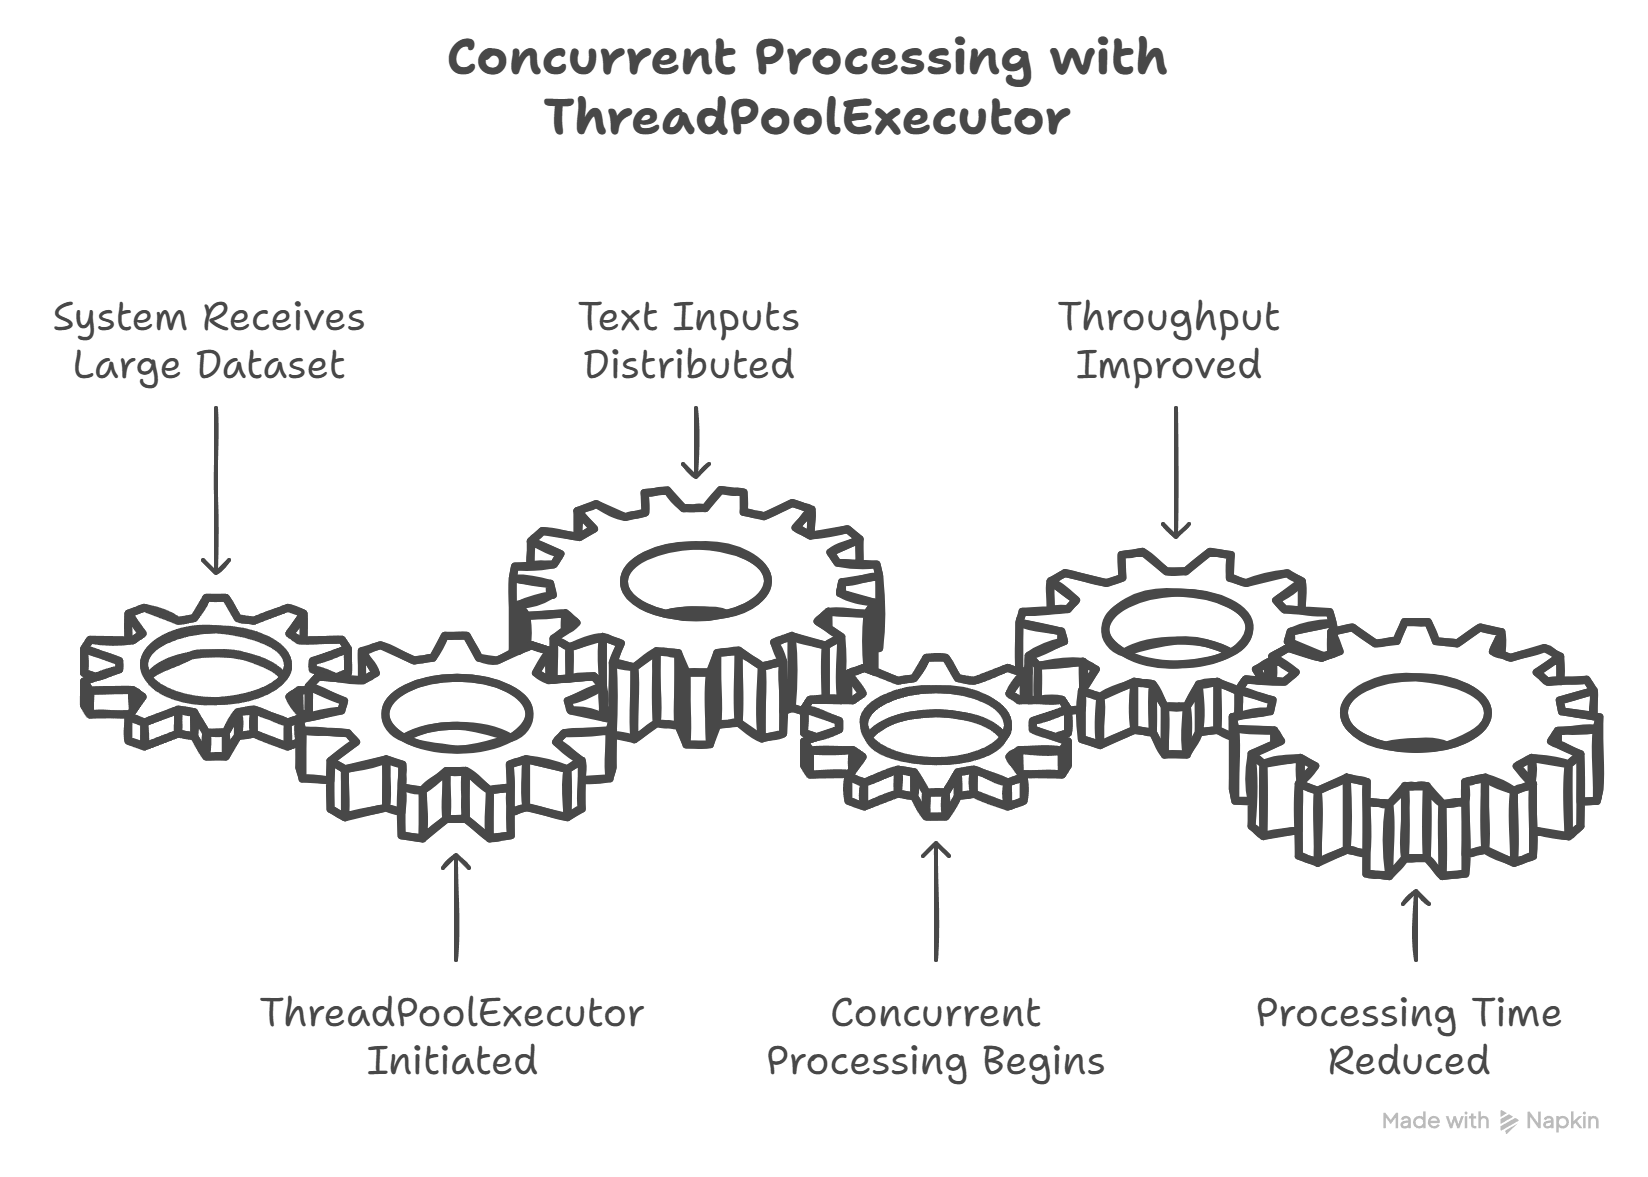 Concurrent Processing with
ThreadPoolExecutor
System Receives
Large Dataset
Text Inputs
Distributed
Throughput
Improved
ThreadPoolExecutor
Initiated
Concurrent
Processing Begins
Processing Time
Reduced
Made with Napkin